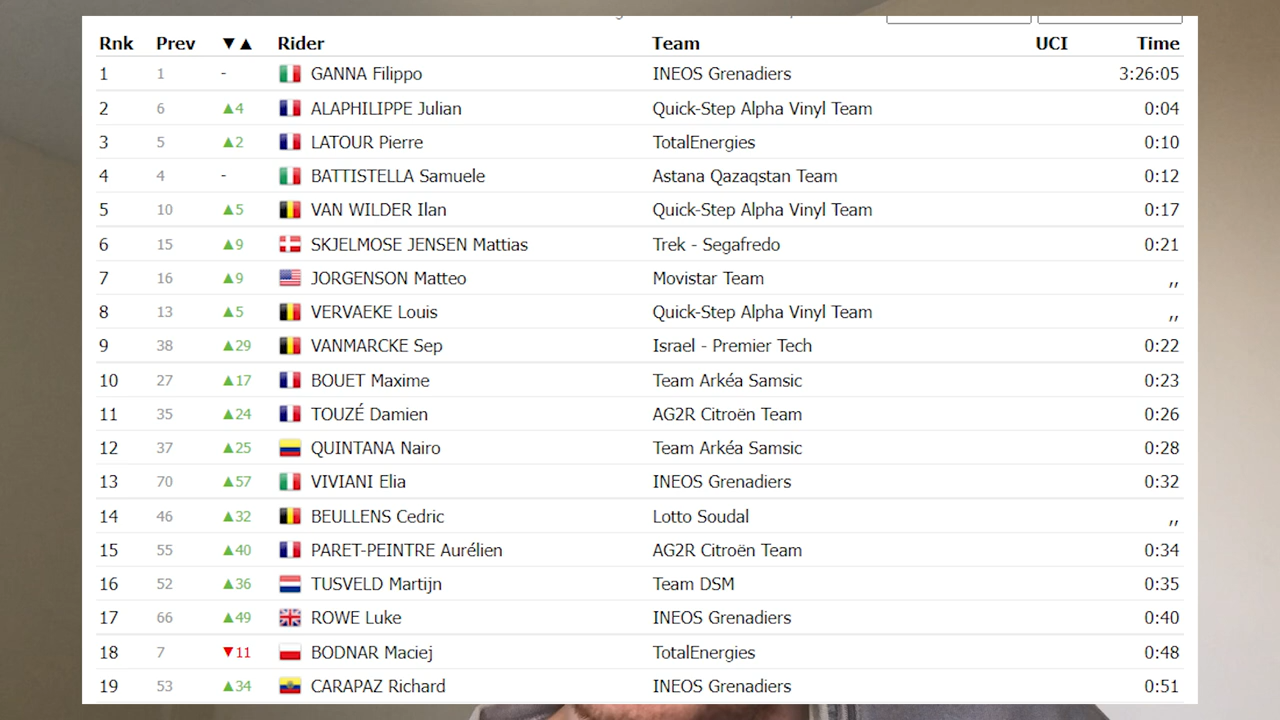 Rnk Prev ▼▲ Rider Team UCI Time
1 1 - GANNA Filippo INEOS Grenadiers 3:26:05
2 6 ▲4 ALAPHILIPPE Julian Quick-Step Alpha Vinyl Team 0:04
3 5 ▲2 LATOUR Pierre TotalEnergies 0:10
4 4 - BATTISTELLA Samuele Astana Qazaqstan Team 0:12
5 10 ▲5 VAN WILDER Ilan Quick-Step Alpha Vinyl Team 0:17
6 15 ▲9 SKJELMOSE JENSEN Mattias Trek - Segafredo 0:21
7 16 ▲9 JORGENSON Matteo Movistar Team ,,
8 13 ▲5 VERVAEKE Louis Quick-Step Alpha Vinyl Team ,,
9 38 ▲29 VANMARCKE Sep Israel - Premier Tech 0:22
10 27 ▲17 BOUET Maxime Team Arkéa Samsic 0:23
11 35 ▲24 TOUZÉ Damien AG2R Citroën Team 0:26
12 37 ▲25 QUINTANA Nairo Team Arkéa Samsic 0:28
13 70 ▲57 VIVIANI Elia INEOS Grenadiers 0:32
14 46 ▲32 BEULLENS Cedric Lotto Soudal ,,
15 55 ▲40 PARET-PEINTRE Aurélien AG2R Citroën Team 0:34
16 52 ▲36 TUSVELD Martijn Team DSM 0:35
17 66 ▲49 ROWE Luke INEOS Grenadiers 0:40
18 7 ▼11 BODNAR Maciej TotalEnergies 0:48
19 53 ▲34 CARAPAZ Richard INEOS Grenadiers 0:51